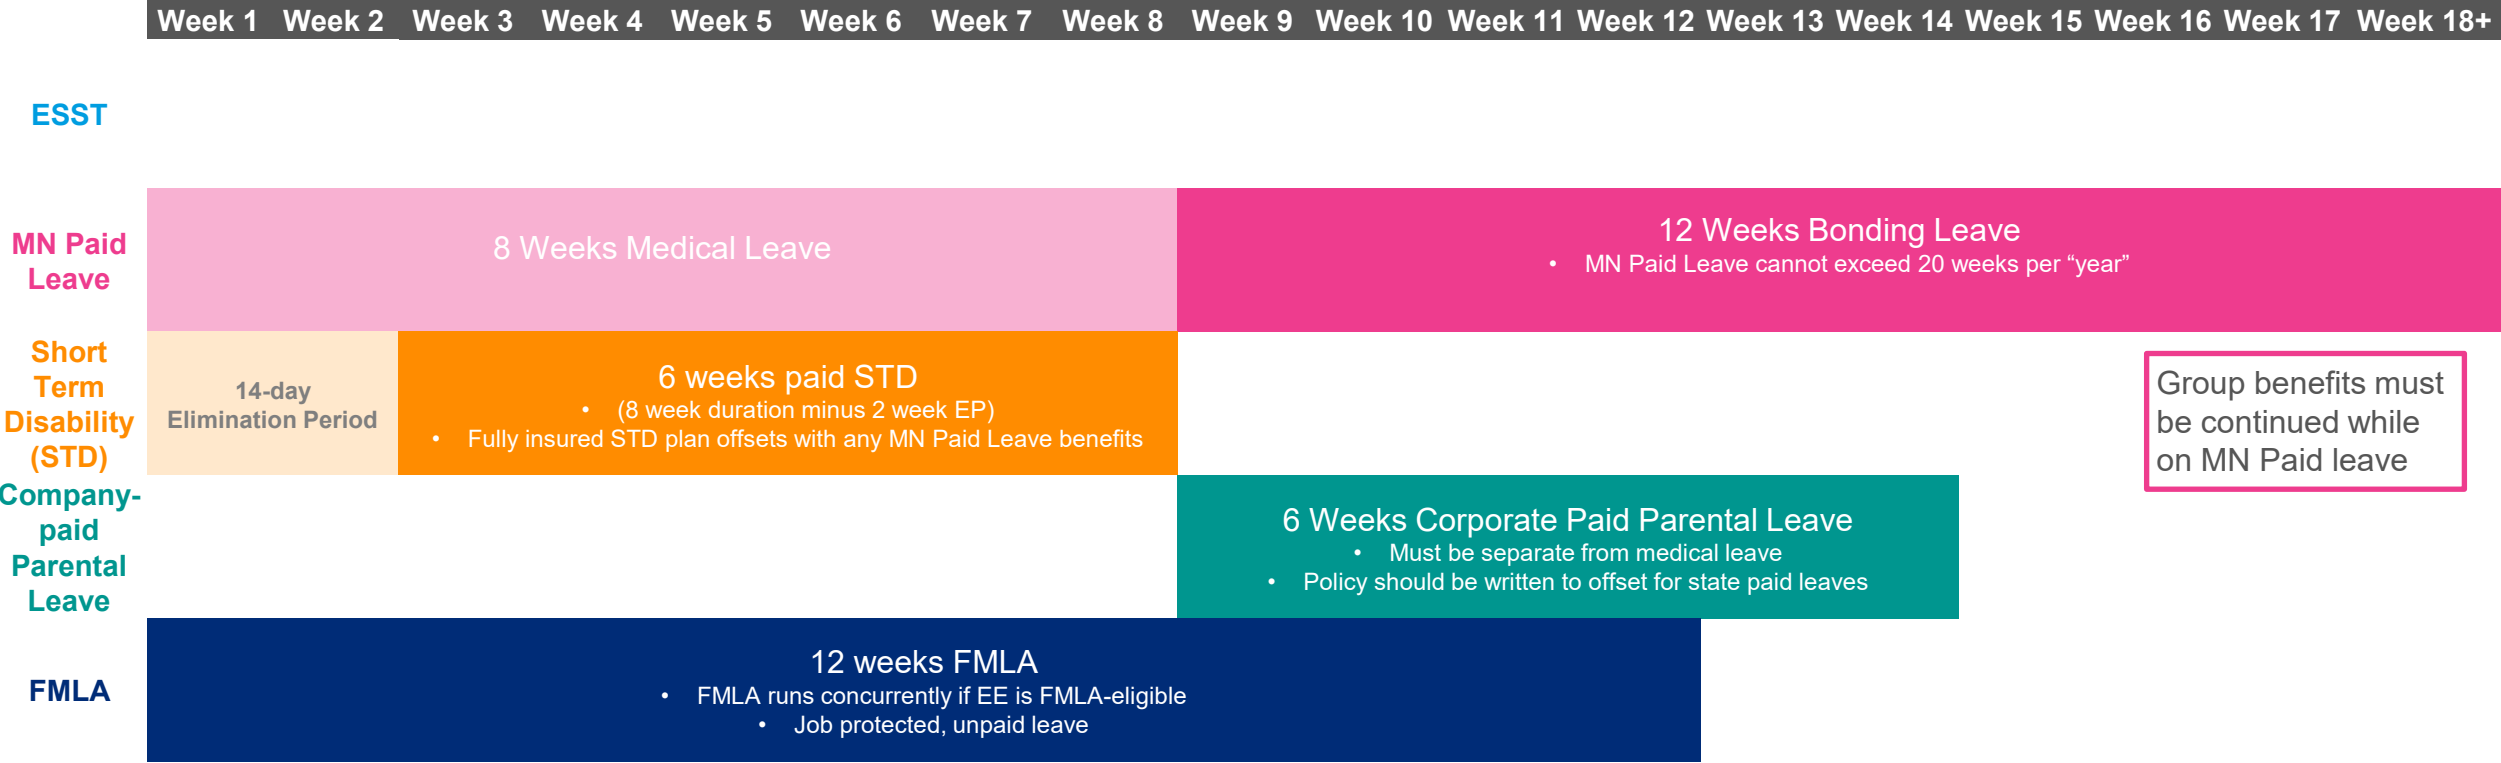 Week 1 Week 2 Week 3 Week 4 Week 5 Week 6 Week 7 Week 8 Week 9 Week 10 Week 11 Week 12 Week 13 Week 14 Week 15 Week 16 Week 17 Week 18+
ESST
MN Paid
Leave
8 Weeks Medical Leave
12 Weeks Bonding Leave
• MN Paid Leave cannot exceed 20 weeks per “year”
Short
Term
Disability
(STD)
14-day
Elimination Period
6 weeks paid STD
• (8 week duration minus 2 week EP)
• Fully insured STD plan offsets with any MN Paid Leave benefits
Group benefits must
be continued while
on MN Paid leave
Company-
paid
Parental
Leave
6 Weeks Corporate Paid Parental Leave
• Must be separate from medical leave
• Policy should be written to offset for state paid leaves
FMLA
12 weeks FMLA
• FMLA runs concurrently if EE is FMLA-eligible
• Job protected, unpaid leave